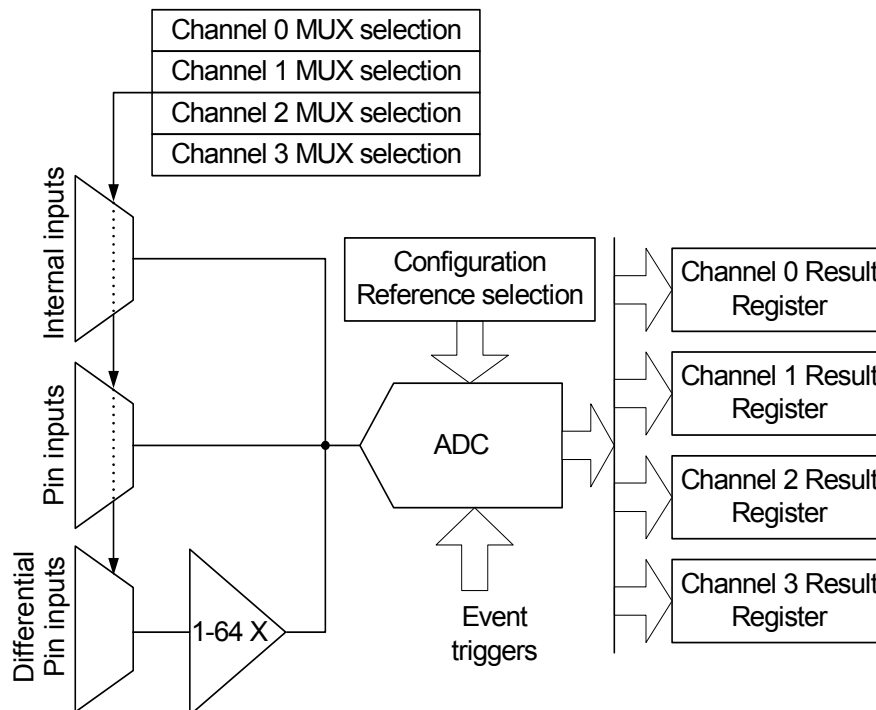 Channel 0 MUX selection
Channel 1 MUX selection
Channel 2 MUX selection
Channel 3 MUX selection
Internal inputs
Pin inputs
Differential
Pin inputs
1-64 X
Configuration
Reference selection
ADC
Event
triggers
Channel 0 Result
Register
Channel 1 Result
Register
Channel 2 Result
Register
Channel 3 Result
Register